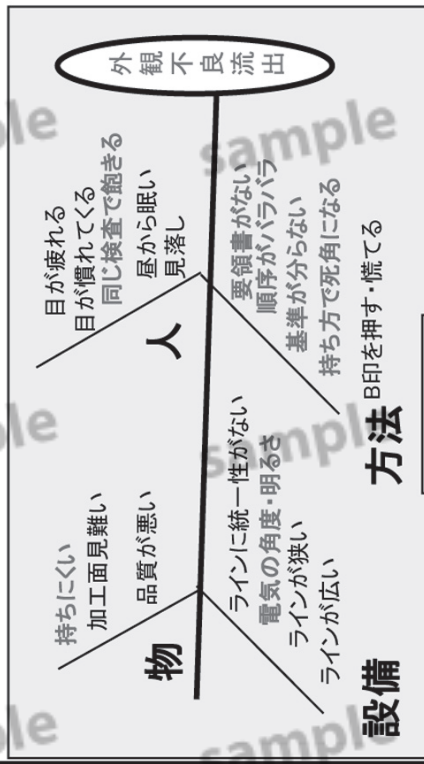 外観不良流出
人
目が疲れる
目が慣れてくる
同じ検査で飽きる
昼から眠い
見落し
方法
要領書がない
順序がバラバラ
基準が分らない
持ち方で死角になる
B印を押す・慌てる
物
持ちにくい
加工面見難い
品質が悪い
設備
ラインに統一性がない
電気の角度・明るさ
ラインが狭い
ラインが広い
sample
sample
sample
sample
ple
ple
ple